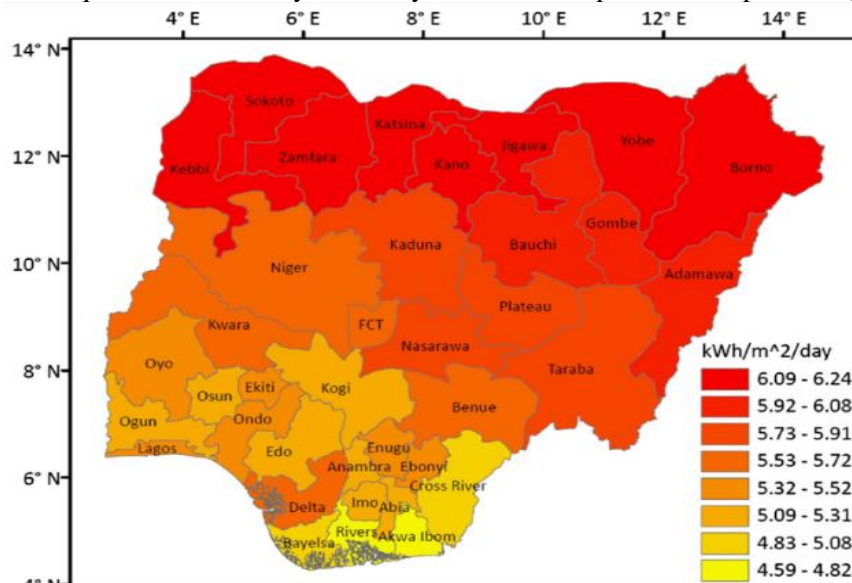 4° E 6° E 8° E 10° E 12° E 14° E
14° N
Sokoto
Katsina
Jigawa
Yobe
12° N
Zamfara
Kano
Kebbi
Borno
Gombe
Kaduna
Bauchi
10° N
Niger
Adamawa
Plateau
Kwara
FCT
Nasarawa
kWh/m^2/day
8° N
Oyo
Taraba
6.09 - 6.24
Ekiti
Kogi
Osun
5.92 - 6.08
Benue
Ogun
Ondo
5.73 - 5.91
Lagos
Edo
Enugu
5.53 - 5.72
6° N
Anambra
Ebonyi
Cross River
5.32 - 5.52
Delta
Imo
Abia
5.09 - 5.31
Rivers
Akwa Ibom
Bayelsa
4.83 - 5.08
4.59 - 4.82
4° N